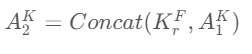 A_2^K = Concat(K_r^F, A_1^K)